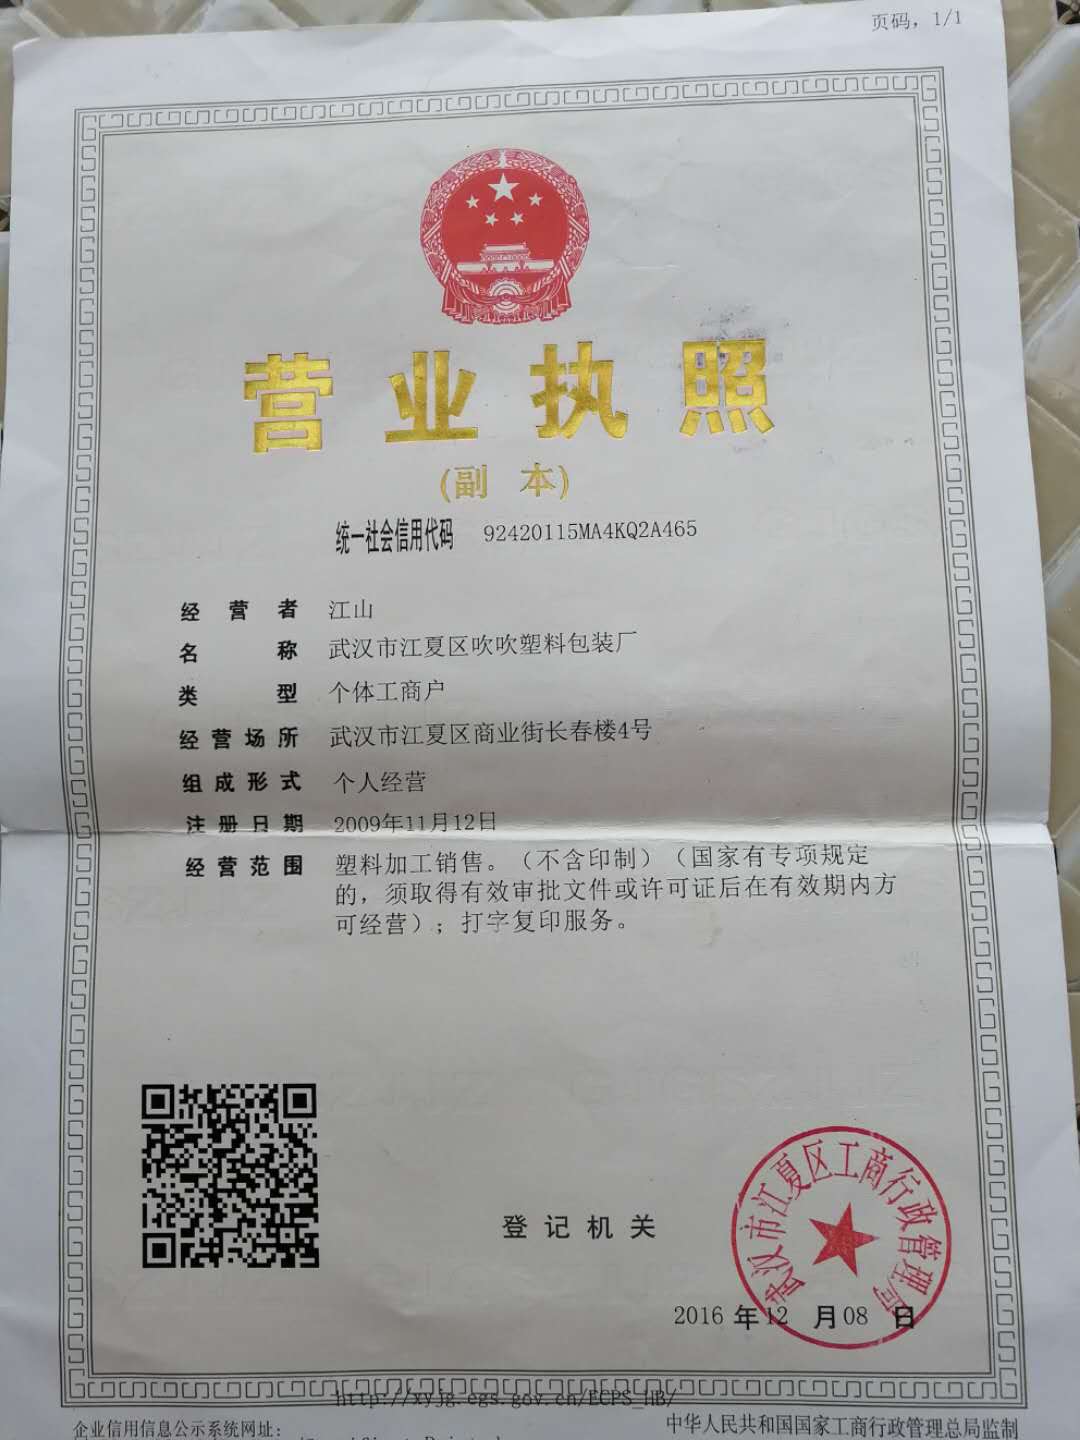 页码，1/1
营业执照
(副 本)
统一社会信用代码 92420115MA4KQ2A465
经营者 江山
名称 武汉市江夏区吹吹塑料包装厂
类型 个体工商户
经营场所 武汉市江夏区商业街长春楼4号
组成形式 个人经营
注册日期 2009年11月12日
经营范围 塑料加工销售。（不含印制）（国家有专项规定
的，须取得有效审批文件或许可证后在有效期内方
可经营）；打字复印服务。
武汉市江夏区工商行政管理局
登记机关
2016 年 12 月 08 日
http://xyjg.egs.gov.cn/ECPS_HB/
企业信用信息公示系统网址：
中华人民共和国国家工商行政管理总局监制